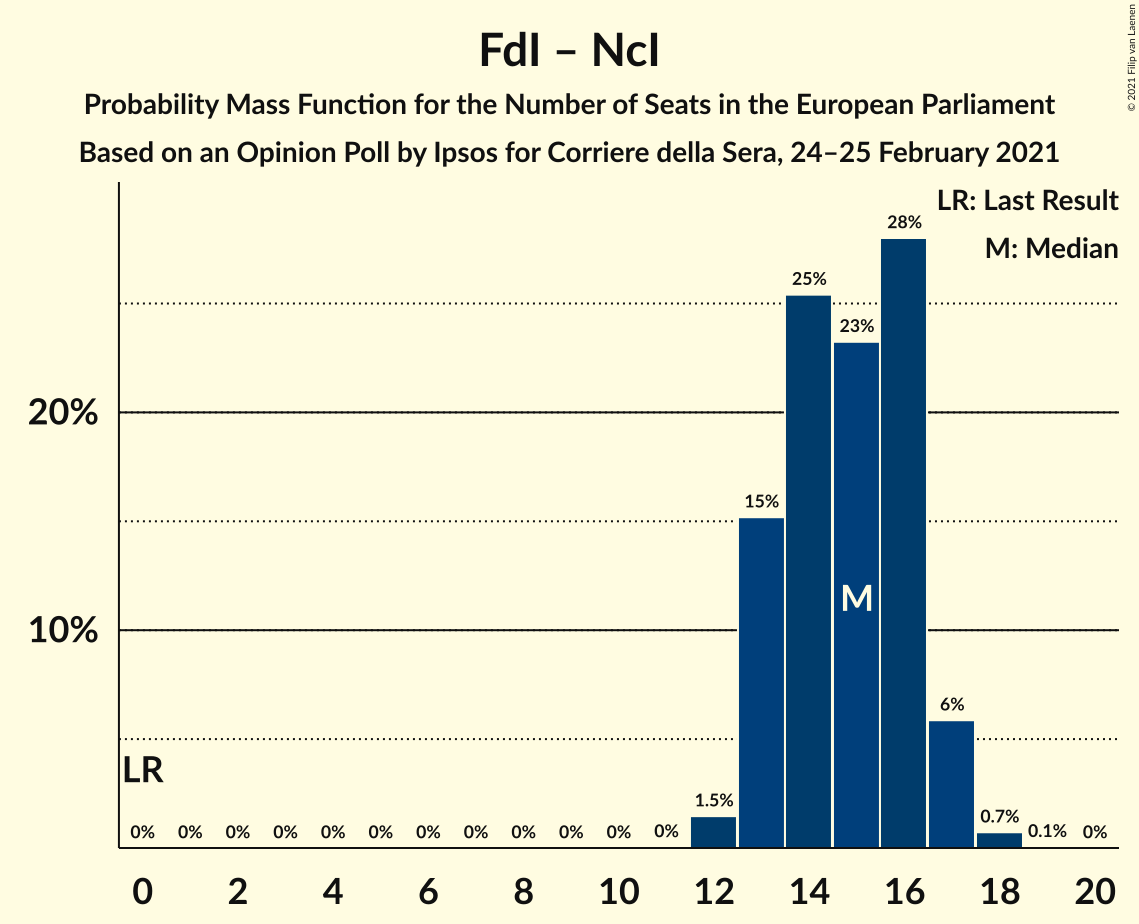 FdI – NcI
Probability Mass Function for the Number of Seats in the European Parliament
Based on an Opinion Poll by Ipsos for Corriere della Sera, 24–25 February 2021
© 2021 Filip van Laenen
LR: Last Result
M: Median
28%
25%
23%
20%
15%
M
10%
6%
LR
1.5%
0.7%
0% 0% 0% 0% 0% 0% 0% 0% 0% 0% 0% 0% 0.1% 0%
0 2 4 6 8 10 12 14 16 18 20